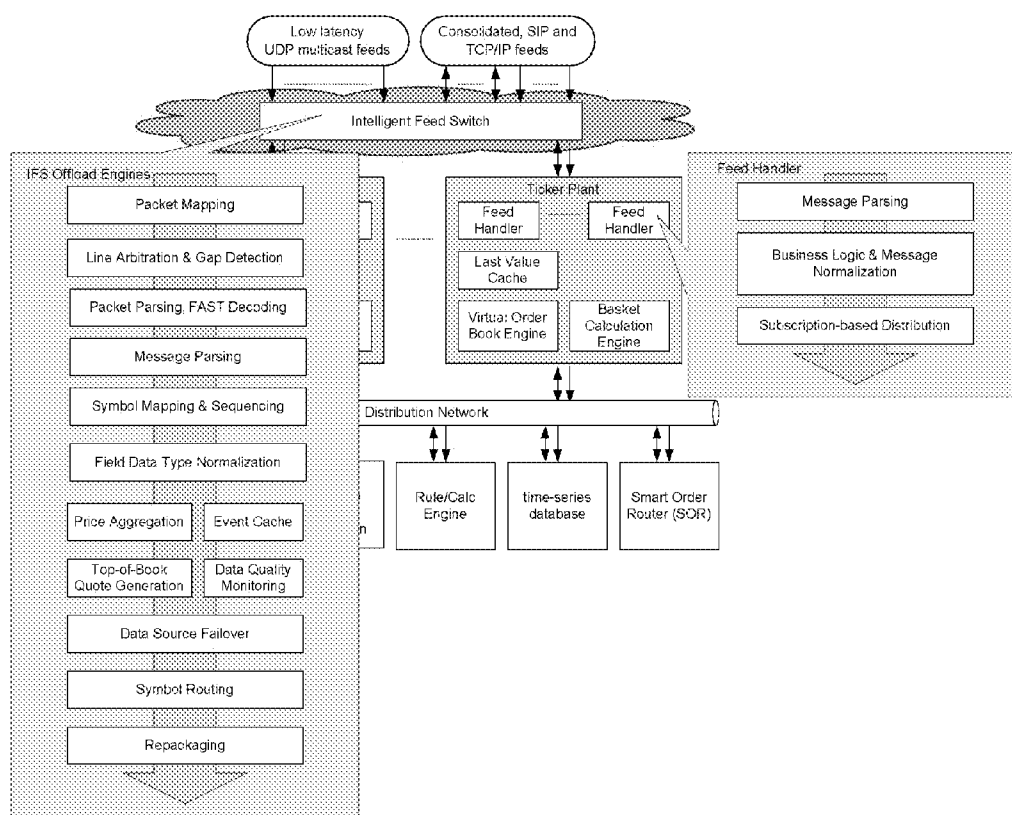 Low latency
UDP multicast feeds
Consolidated, SIP and
TCP/IP feeds
Intelligent Feed Switch
IFS Offload Engines
Packet Mapping
Line Arbitration & Gap Detection
Packet Parsing, FAST Decoding
Message Parsing
Symbol Mapping & Sequencing
Field Data Type Normalization
Price Aggregation
Event Cache
Top-of-Book
Quote Generation
Data Quality
Monitoring
Data Source Failover
Symbol Routing
Repackaging
Ticker Plant
Feed
Handler
Feed
Handler
Last Value
Cache
Virtual Order
Book Engine
Basket
Calculation
Engine
Feed Handler
Message Parsing
Business Logic & Message
Normalization
Subscription-based Distribution
Distribution Network
Rule/Calc
Engine
time-series
database
Smart Order
Router (SOR)